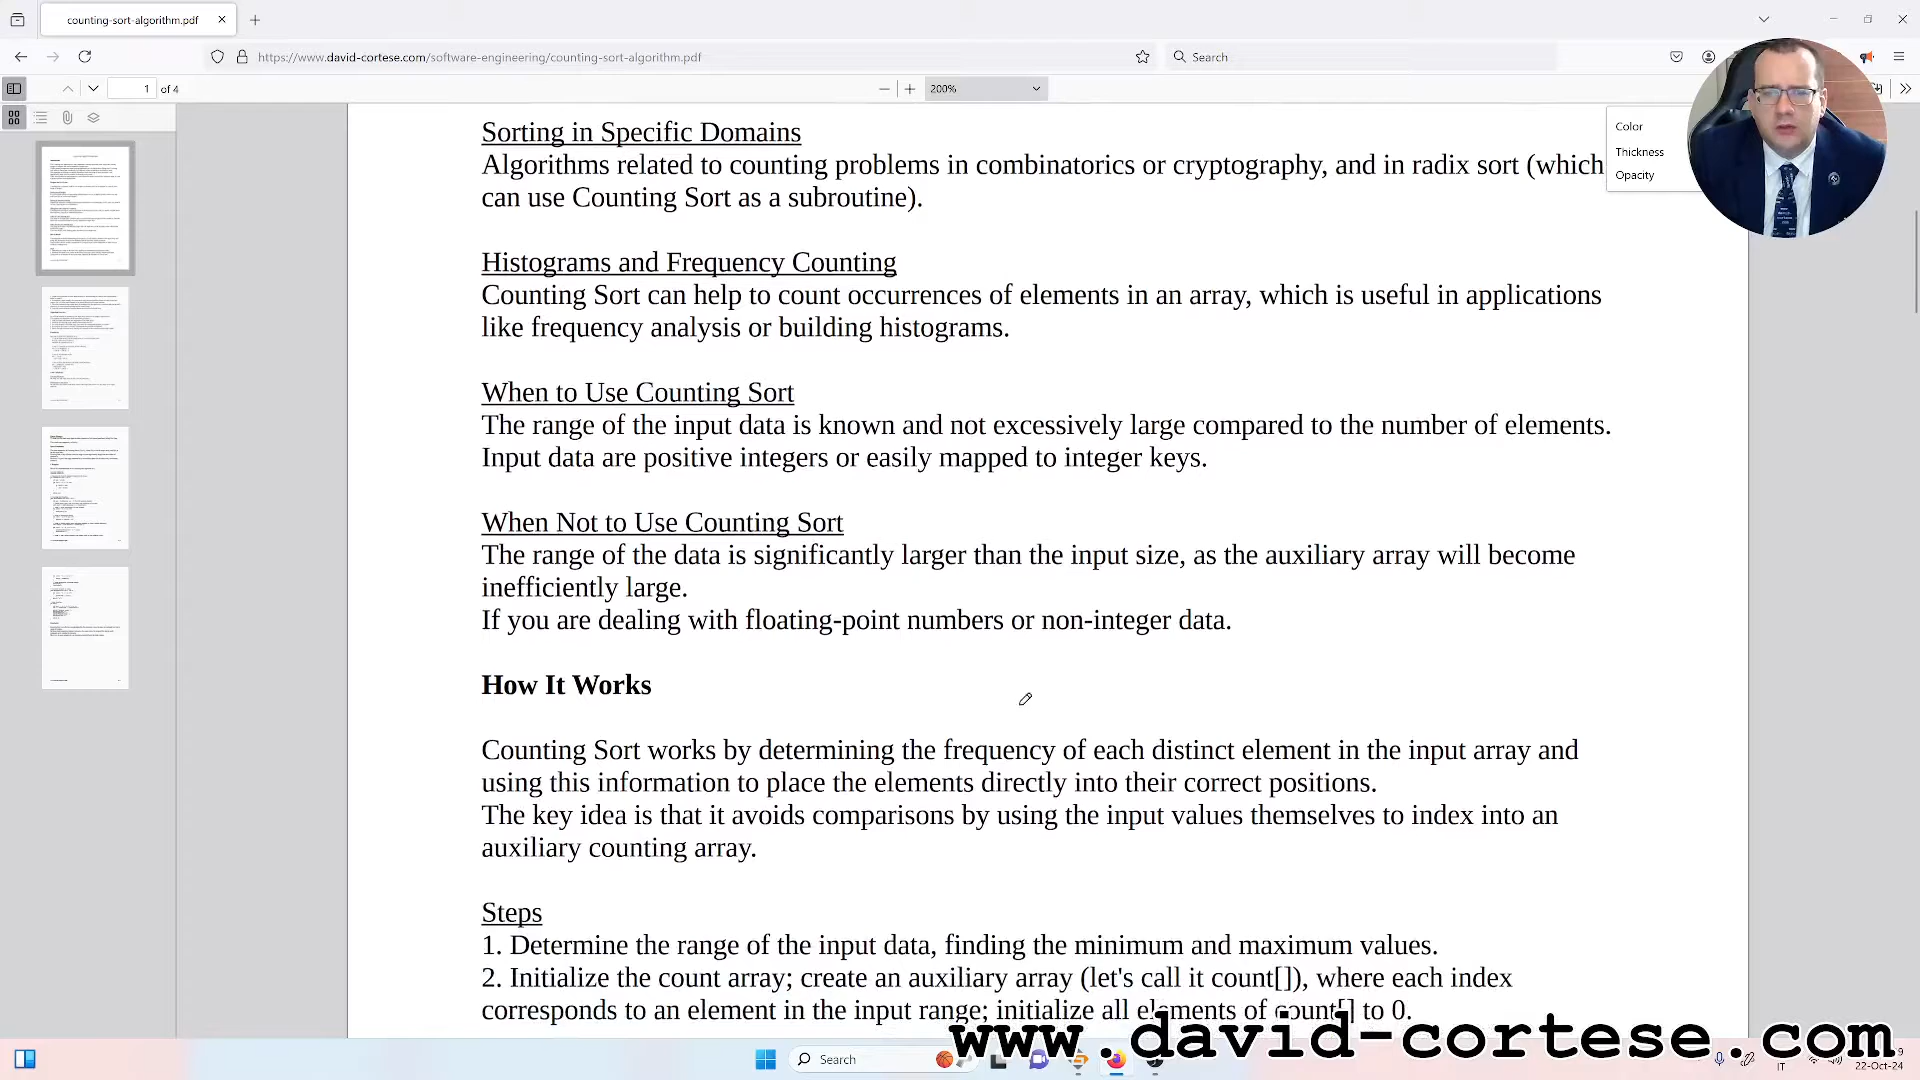 counting-sort-algorithm.pdf
https://www.david-cortese.com/software-engineering/counting-sort-algorithm.pdf
Search
1 of 4
200%
Color
Thickness
Opacity
Sorting in Specific Domains
Algorithms related to counting problems in combinatorics or cryptography, and in radix sort (which
can use Counting Sort as a subroutine).
Histograms and Frequency Counting
Counting Sort can help to count occurrences of elements in an array, which is useful in applications
like frequency analysis or building histograms.
When to Use Counting Sort
The range of the input data is known and not excessively large compared to the number of elements.
Input data are positive integers or easily mapped to integer keys.
When Not to Use Counting Sort
The range of the data is significantly larger than the input size, as the auxiliary array will become
inefficiently large.
If you are dealing with floating-point numbers or non-integer data.
How It Works
Counting Sort works by determining the frequency of each distinct element in the input array and
using this information to place the elements directly into their correct positions.
The key idea is that it avoids comparisons by using the input values themselves to index into an
auxiliary counting array.
Steps
1. Determine the range of the input data, finding the minimum and maximum values.
2. Initialize the count array; create an auxiliary array (let's call it count[]), where each index
corresponds to an element in the input range; initialize all elements of count[] to 0.
www.david-cortese.com
Search
IT
22-Oct-24